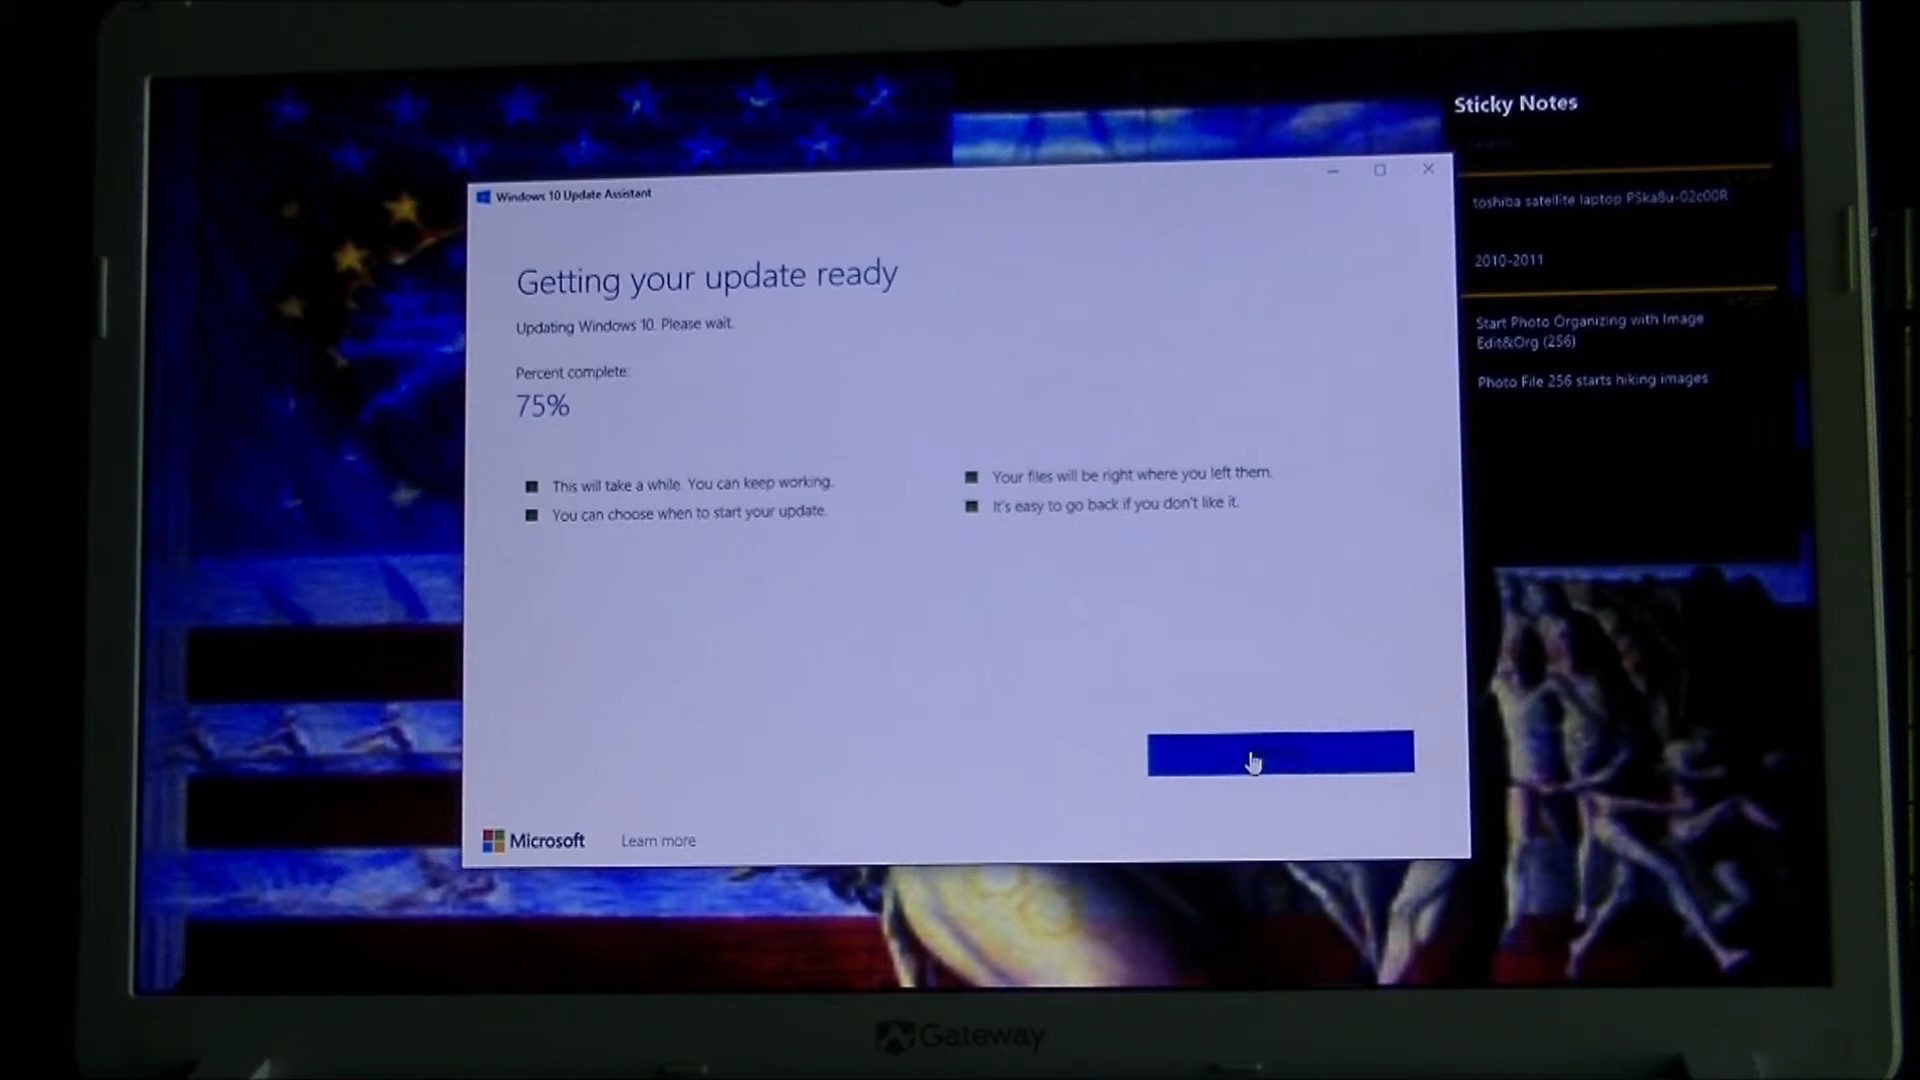 Sticky Notes
Windows 10 Update Assistant
toshiba satellite laptop PSka8u-02c00R
2010-2011
Getting your update ready
Updating Windows 10. Please wait.
Start Photo Organizing with Image
Edit&Org (256)
Percent complete:
75%
Photo File 256 starts hiking images
This will take a while. You can keep working.
You can choose when to start your update.
Your files will be right where you left them.
It's easy to go back if you don't like it.
Microsoft
Learn more
Gateway